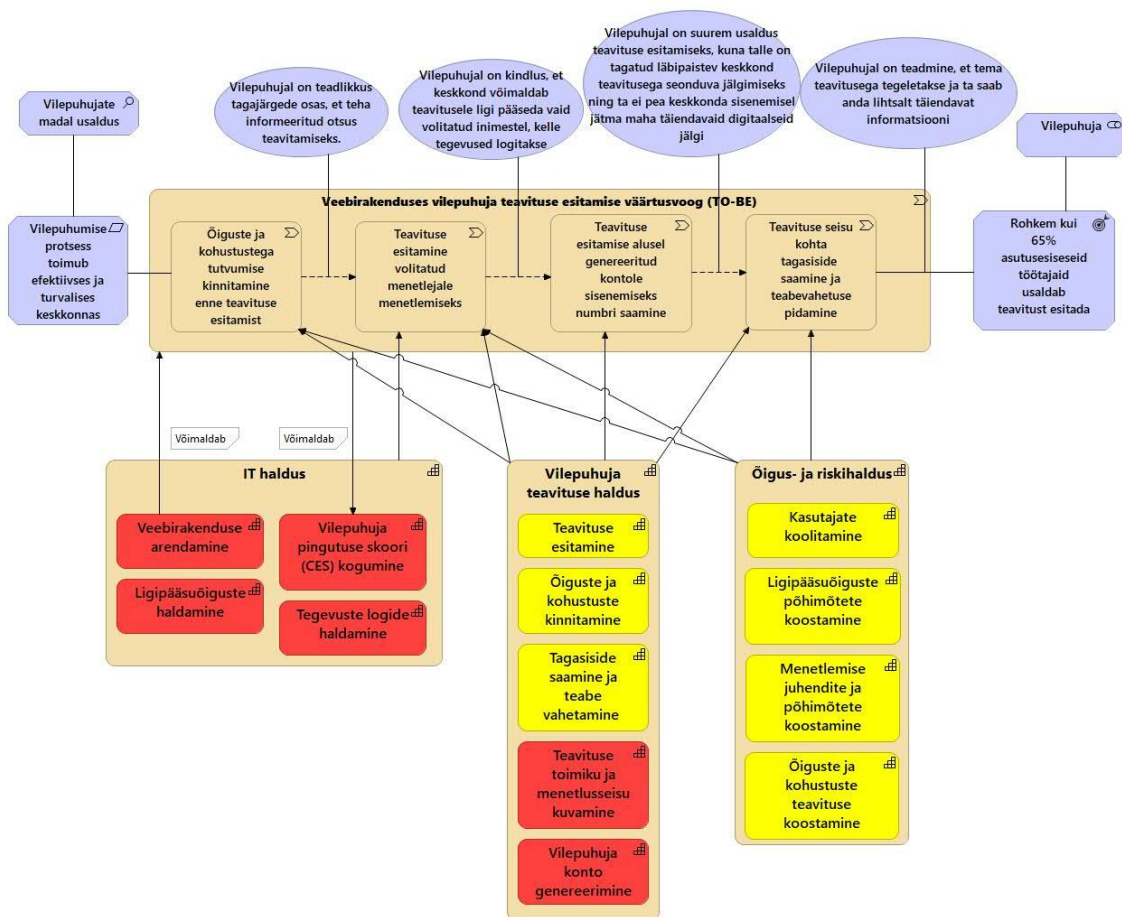 Vilepuhujal on teadlikkus
tagajärgede osas, et teha
informeeritud otsus
teavitamiseks.
Vilepuhujal on kindlus, et
keskkond võimaldab
teavitusele ligi pääseda vaid
volitatud inimestel, kelle
tegevused logitakse
Vilepuhujal on suurem usaldus
teavituse esitamiseks, kuna talle on
tagatud läbipaistev keskkond
teavitusega seonduva jälgimiseks
ning ta ei pea keskkonda sisenemisel
jätma maha täiendavaid digitaalseid
jälgi
Vilepuhujal on teadmine, et tema
teavitusega tegeletakse ja ta saab
anda lihtsalt täiendavat
informatsiooni
Vilepuhujate
madal usaldus
Vilepuhuja
Vilepuhumise
protsess
toimub
efektiivses ja
turvalises
keskkonnas
Veebirakenduses vilepuhuja teavituse esitamise väärtusvoog (TO-BE)
Õiguste ja
kohustustega
tutvumise
kinnitamine
enne teavituse
esitamist
Teavituse
esitamine
volitatud
menetlejale
menetlemiseks
Teavituse
esitamise alusel
genereeritud
kontole
sisenemiseks
numbri saamine
Teavituse seisu
kohta
tagasiside
saamine ja
teabevahetuse
pidamine
Rohkem kui
65%
asutusesiseseid
töötajaid
usaldab
teavitust esitada
Võimaldab
Võimaldab
IT haldus
Veebirakenduse
arendamine
Vilepuhuja
pingutuse skoori
(CES) kogumine
Ligipääsuõiguste
haldamine
Tegevuste logide
haldamine
Vilepuhuja
teavituse haldus
Teavituse
esitamine
Õiguste ja
kohustuste
kinnitamine
Tagasiside
saamine ja
teabe
vahetamine
Teavituse
toimiku ja
menetlusseisu
kuvamine
Vilepuhuja
konto
genereerimine
Õigus- ja riskihaldus
Kasutajate
koolitamine
Ligipääsuõiguste
põhimõtete
koostamine
Menetlemise
juhendite ja
põhimõtete
koostamine
Õiguste ja
kohustuste
teavituse
koostamine